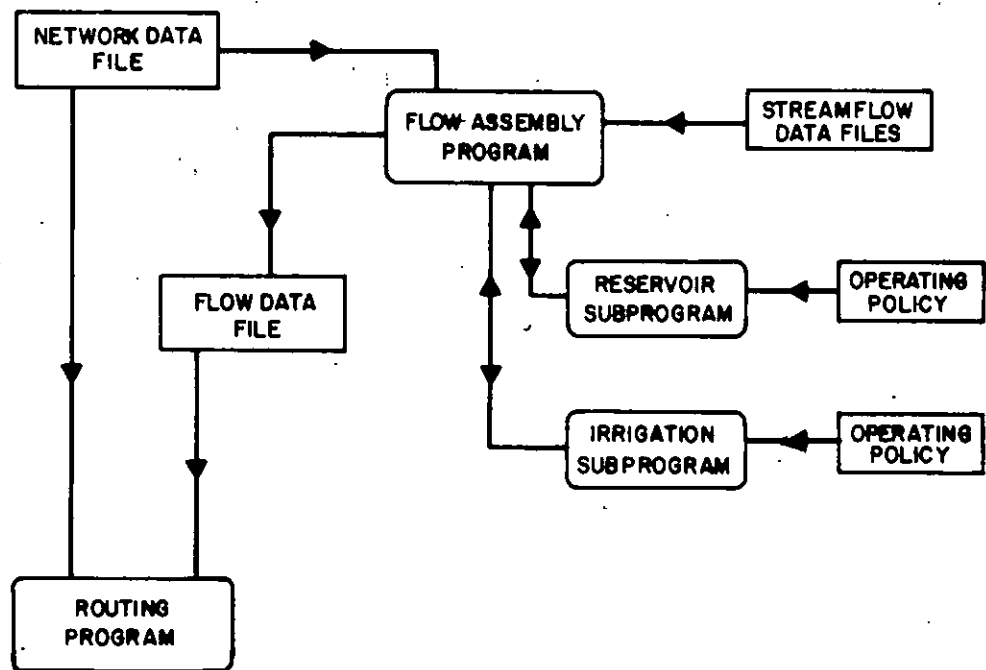 NETWORK DATA
FILE
FLOW ASSEMBLY
PROGRAM
STREAMFLOW
DATA FILES
FLOW DATA
FILE
RESERVOIR
SUBPROGRAM
OPERATING
POLICY
IRRIGATION
SUBPROGRAM
OPERATING
POLICY
ROUTING
PROGRAM